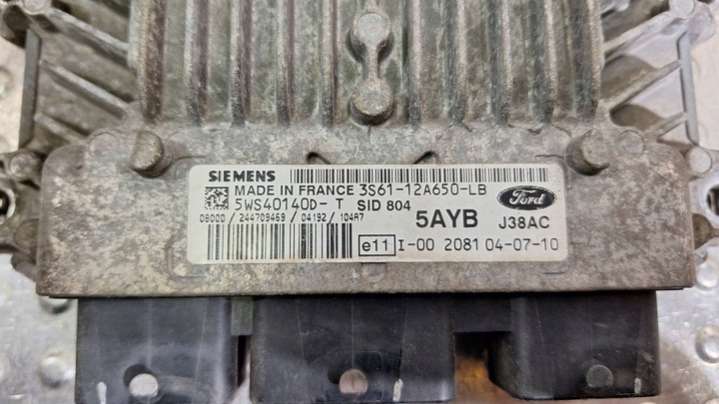 SIEMENS
MADE IN FRANCE 3S61-12A650-LB
5WS40140D-T SID 804
08000 / 244709469 / 04192 / 104A7
5AYB J38AC
Ford
e11 I-00 2081 04-07-10